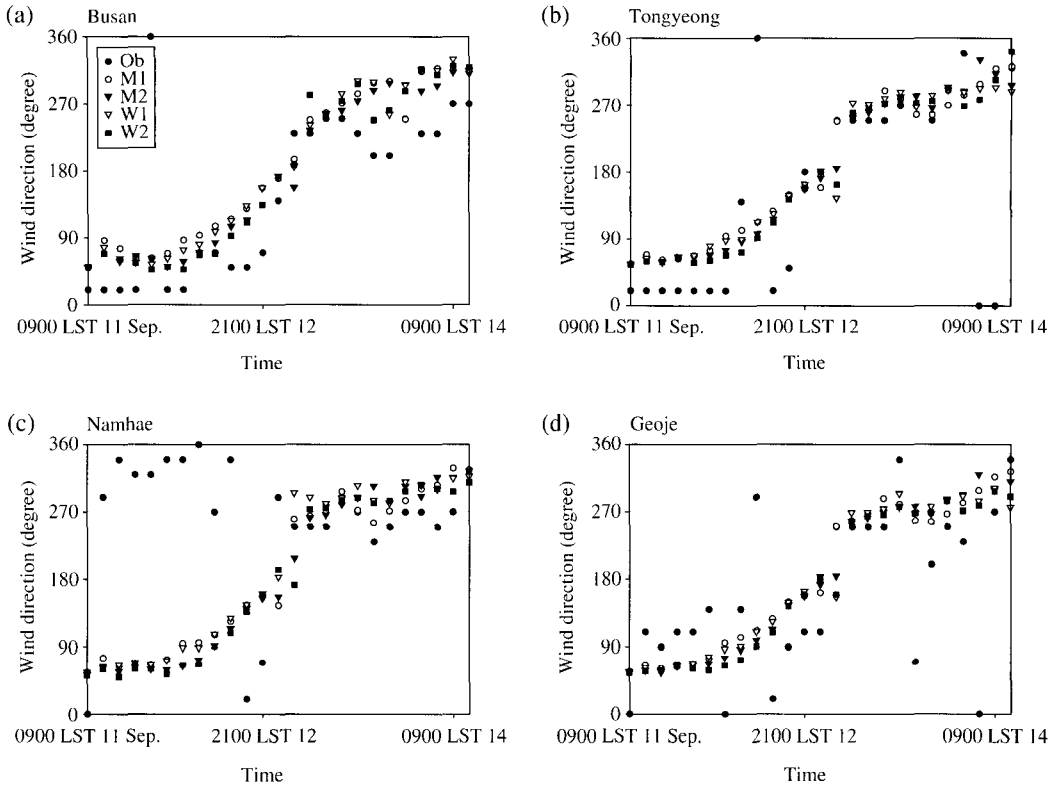 (a) Busan
Wind direction (degree)
360
270
180
90
0
Ob
M1
M2
W1
W2
0900 LST 11 Sep. 2100 LST 12 0900 LST 14
Time
(b) Tongyeong
Wind direction (degree)
360
270
180
90
0
0900 LST 11 Sep. 2100 LST 12 0900 LST 14
Time
(c) Namhae
Wind direction (degree)
360
270
180
90
0
0900 LST 11 Sep. 2100 LST 12 0900 LST 14
Time
(d) Geoje
Wind direction (degree)
360
270
180
90
0
0900 LST 11 Sep. 2100 LST 12 0900 LST 14
Time